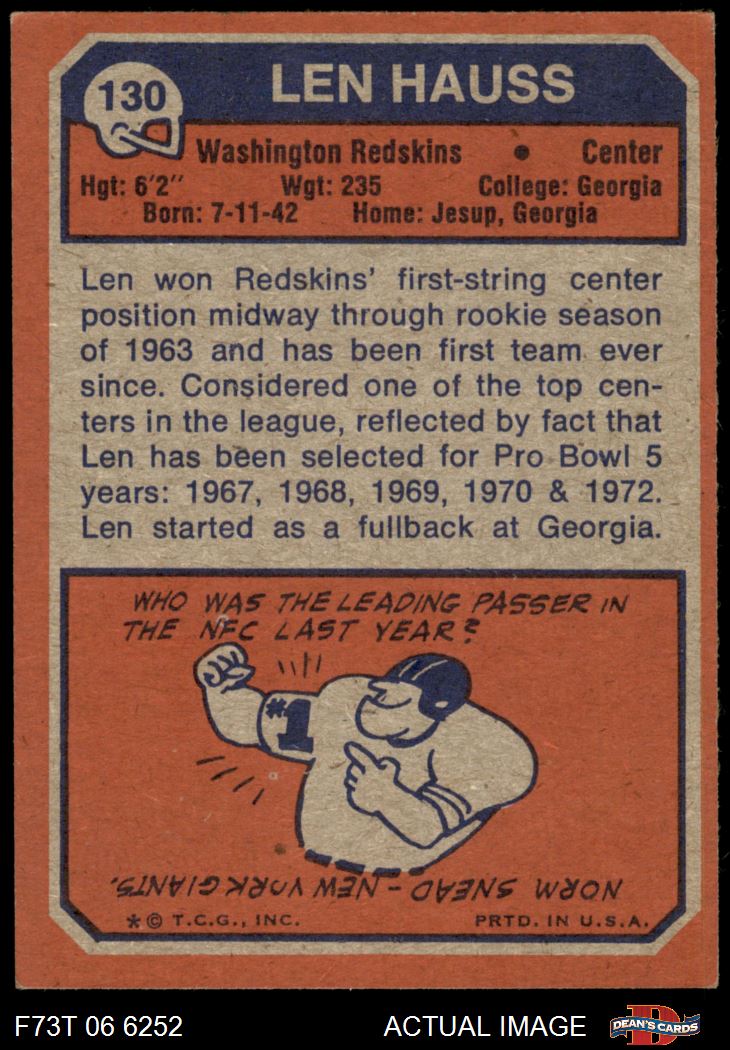 130
LEN HAUSS
Washington Redskins • Center
Hgt: 6'2" Wgt: 235 College: Georgia
Born: 7-11-42 Home: Jesup, Georgia
Len won Redskins' first-string center
position midway through rookie season
of 1963 and has been first team ever
since. Considered one of the top cen-
ters in the league, reflected by fact that
Len has been selected for Pro Bowl 5
years: 1967, 1968, 1969, 1970 & 1972.
Len started as a fullback at Georgia.
WHO WAS THE LEADING PASSER IN
THE NFC LAST YEAR?
#1
NORM SNEAD - NEW YORK GIANTS.
*© T.C.G., INC. PRTD. IN U.S.A.
F73T 06 6252 ACTUAL IMAGE
D
DEAN'S CARDS